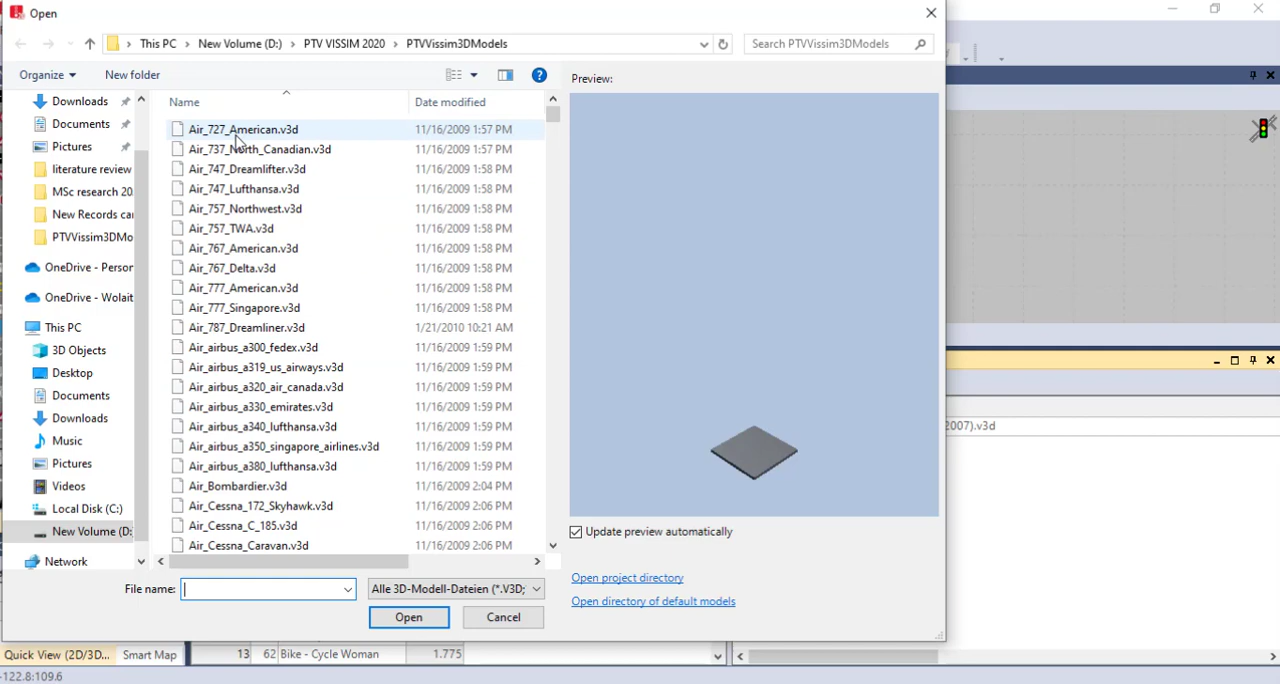 Open
This PC > New Volume (D:) > PTV VISSIM 2020 > PTVVissim3DModels
Search PTVVissim3DModels
Organize
New folder
Preview:
Name
Date modified
Downloads
Documents
Pictures
literature review
MSc research 20
New Records car
PTVVissim3DMo
OneDrive - Person
OneDrive - Wolait
This PC
3D Objects
Desktop
Documents
Downloads
Music
Pictures
Videos
Local Disk (C:)
New Volume (D:
Network
Air_727_American.v3d 11/16/2009 1:57 PM
Air_737_North_Canadian.v3d 11/16/2009 1:57 PM
Air_747_Dreamlifter.v3d 11/16/2009 1:58 PM
Air_747_Lufthansa.v3d 11/16/2009 1:58 PM
Air_757_Northwest.v3d 11/16/2009 1:58 PM
Air_757_TWA.v3d 11/16/2009 1:58 PM
Air_767_American.v3d 11/16/2009 1:58 PM
Air_767_Delta.v3d 11/16/2009 1:58 PM
Air_777_American.v3d 11/16/2009 1:58 PM
Air_777_Singapore.v3d 11/16/2009 1:58 PM
Air_787_Dreamliner.v3d 1/21/2010 10:21 AM
Air_airbus_a300_fedex.v3d 11/16/2009 1:59 PM
Air_airbus_a319_us_airways.v3d 11/16/2009 1:59 PM
Air_airbus_a320_air_canada.v3d 11/16/2009 1:59 PM
Air_airbus_a330_emirates.v3d 11/16/2009 1:59 PM
Air_airbus_a340_lufthansa.v3d 11/16/2009 1:59 PM
Air_airbus_a350_singapore_airlines.v3d 11/16/2009 1:59 PM
Air_airbus_a380_lufthansa.v3d 11/16/2009 1:59 PM
Air_Bombardier.v3d 11/16/2009 2:04 PM
Air_Cessna_172_Skyhawk.v3d 11/16/2009 2:06 PM
Air_Cessna_C_185.v3d 11/16/2009 2:06 PM
Air_Cessna_Caravan.v3d 11/16/2009 2:06 PM
2007).v3d
Update preview automatically
Open project directory
Open directory of default models
File name:
Alle 3D-Modell-Dateien (*.V3D;
Open
Cancel
Quick View (2D/3D...
Smart Map
13 62 Bike - Cycle Woman 1.775
-122.8:109.6